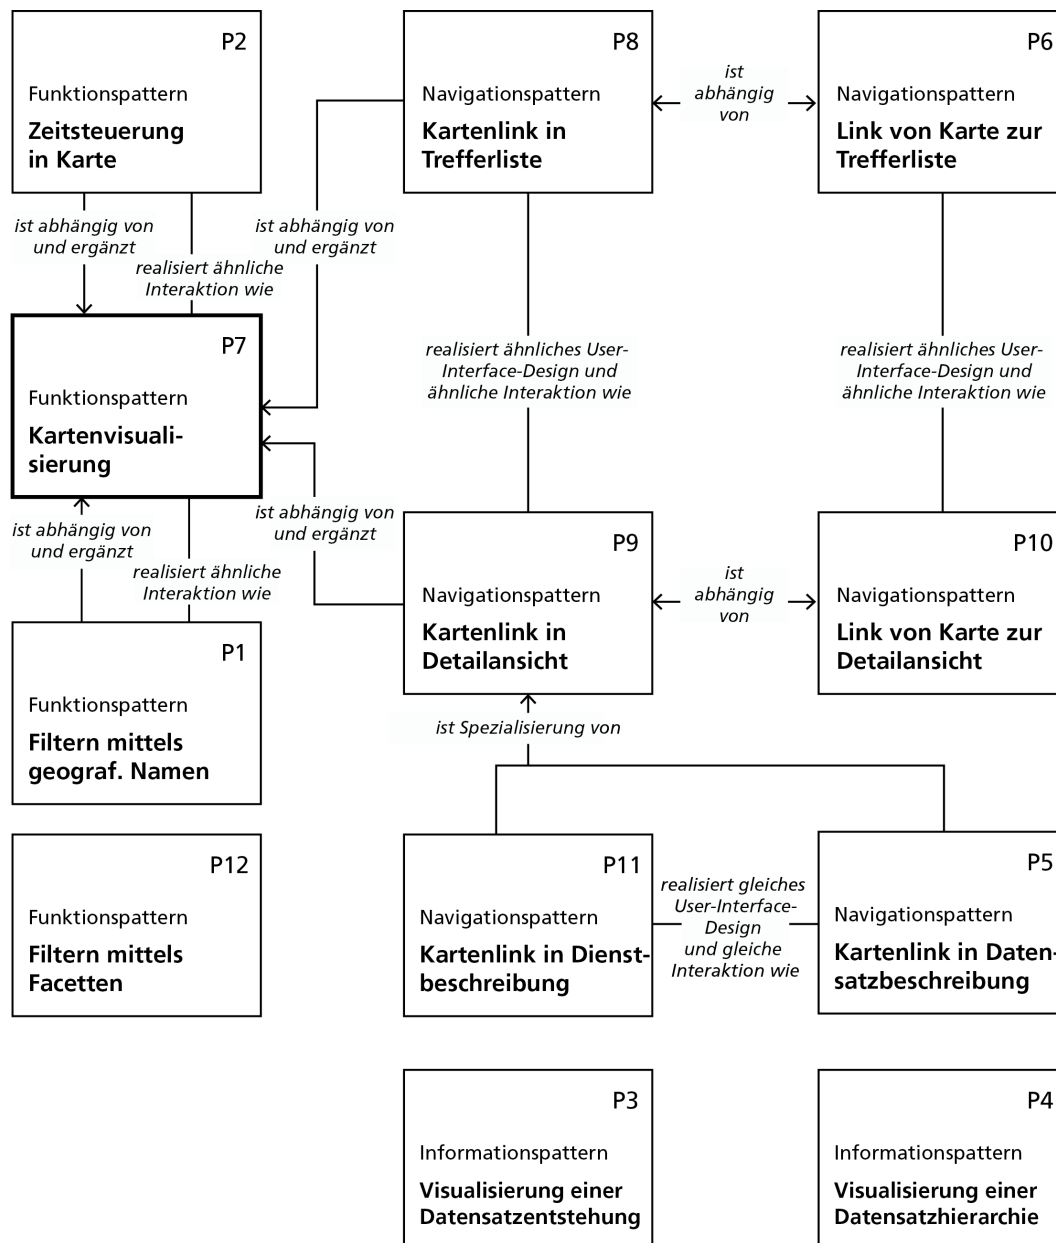 P2
Funktionspattern
Zeitsteuerung
in Karte
P8
Navigationspattern
Kartenlink in
Trefferliste
ist
abhängig
von
P6
Navigationspattern
Link von Karte zur
Trefferliste
ist abhängig von
und ergänzt
realisiert ähnliche
Interaktion wie
ist abhängig von
und ergänzt
P7
Funktionspattern
Kartenvisuali-
sierung
realisiert ähnliches User-
Interface-Design und
ähnliche Interaktion wie
realisiert ähnliches User-
Interface-Design und
ähnliche Interaktion wie
ist abhängig von
und ergänzt
realisiert ähnliche
Interaktion wie
ist abhängig von
und ergänzt
P9
Navigationspattern
Kartenlink in
Detailansicht
ist
abhängig
von
P10
Navigationspattern
Link von Karte zur
Detailansicht
P1
Funktionspattern
Filtern mittels
geograf. Namen
ist Spezialisierung von
P12
Funktionspattern
Filtern mittels
Facetten
P11
Navigationspattern
Kartenlink in Dienst-
beschreibung
realisiert gleiches
User-Interface-
Design
und gleiche
Interaktion wie
P5
Navigationspattern
Kartenlink in Daten-
satzbeschreibung
P3
Informationspattern
Visualisierung einer
Datensatzentstehung
P4
Informationspattern
Visualisierung einer
Datensatzhierarchie